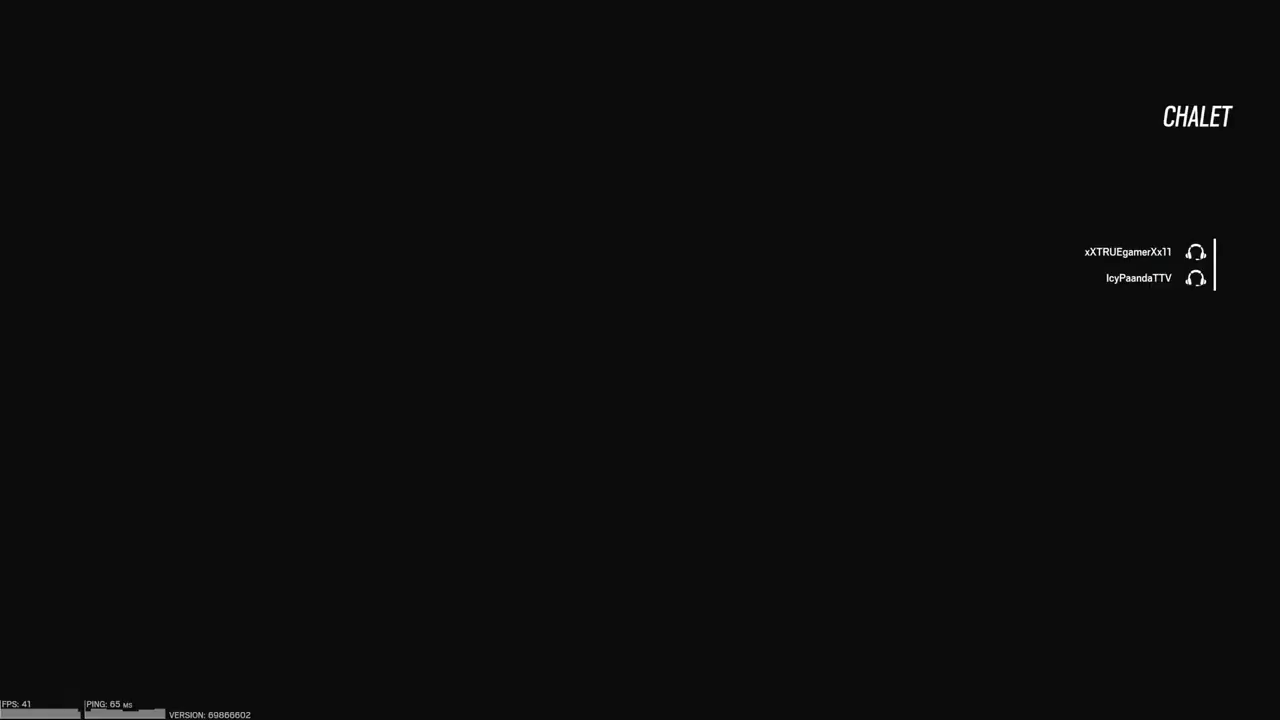 CHALET
xXTRUEgamerXx11
IcyPaandaTTV
FPS: 41
PING: 65 MS
VERSION: 69866602